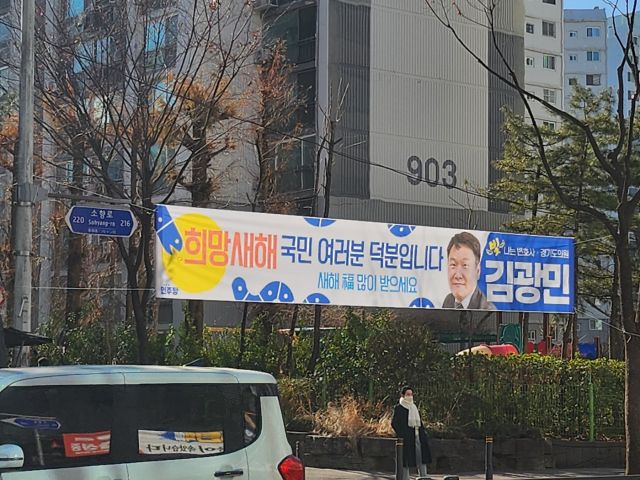 903
소향로
220 Sohyang-ro 216
희망새해 국민 여러분 덕분입니다
새해 福 많이 받으세요
민주당
나는 변호사 · 경기도의원
김광민